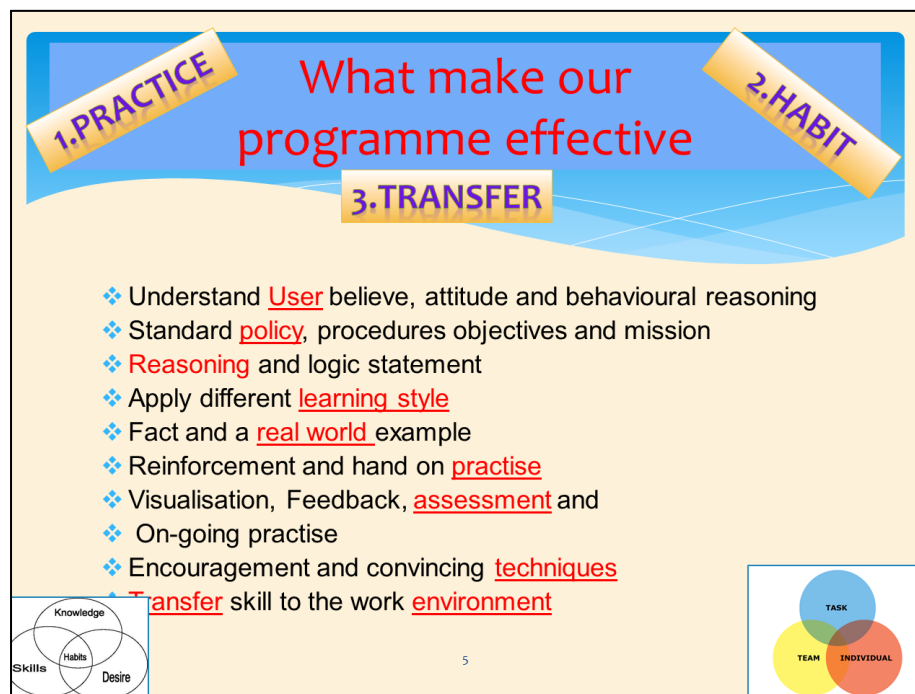 1.PRACTICE
What make our
programme effective
2.HABIT
3.TRANSFER
❖ Understand User believe, attitude and behavioural reasoning
❖ Standard policy, procedures objectives and mission
❖ Reasoning and logic statement
❖ Apply different learning style
❖ Fact and a real world example
❖ Reinforcement and hand on practise
❖ Visualisation, Feedback, assessment and
❖ On-going practise
❖ Encouragement and convincing techniques
❖ Transfer skill to the work environment
Knowledge
Habits
Skills
Desire
5
TASK
TEAM
INDIVIDUAL